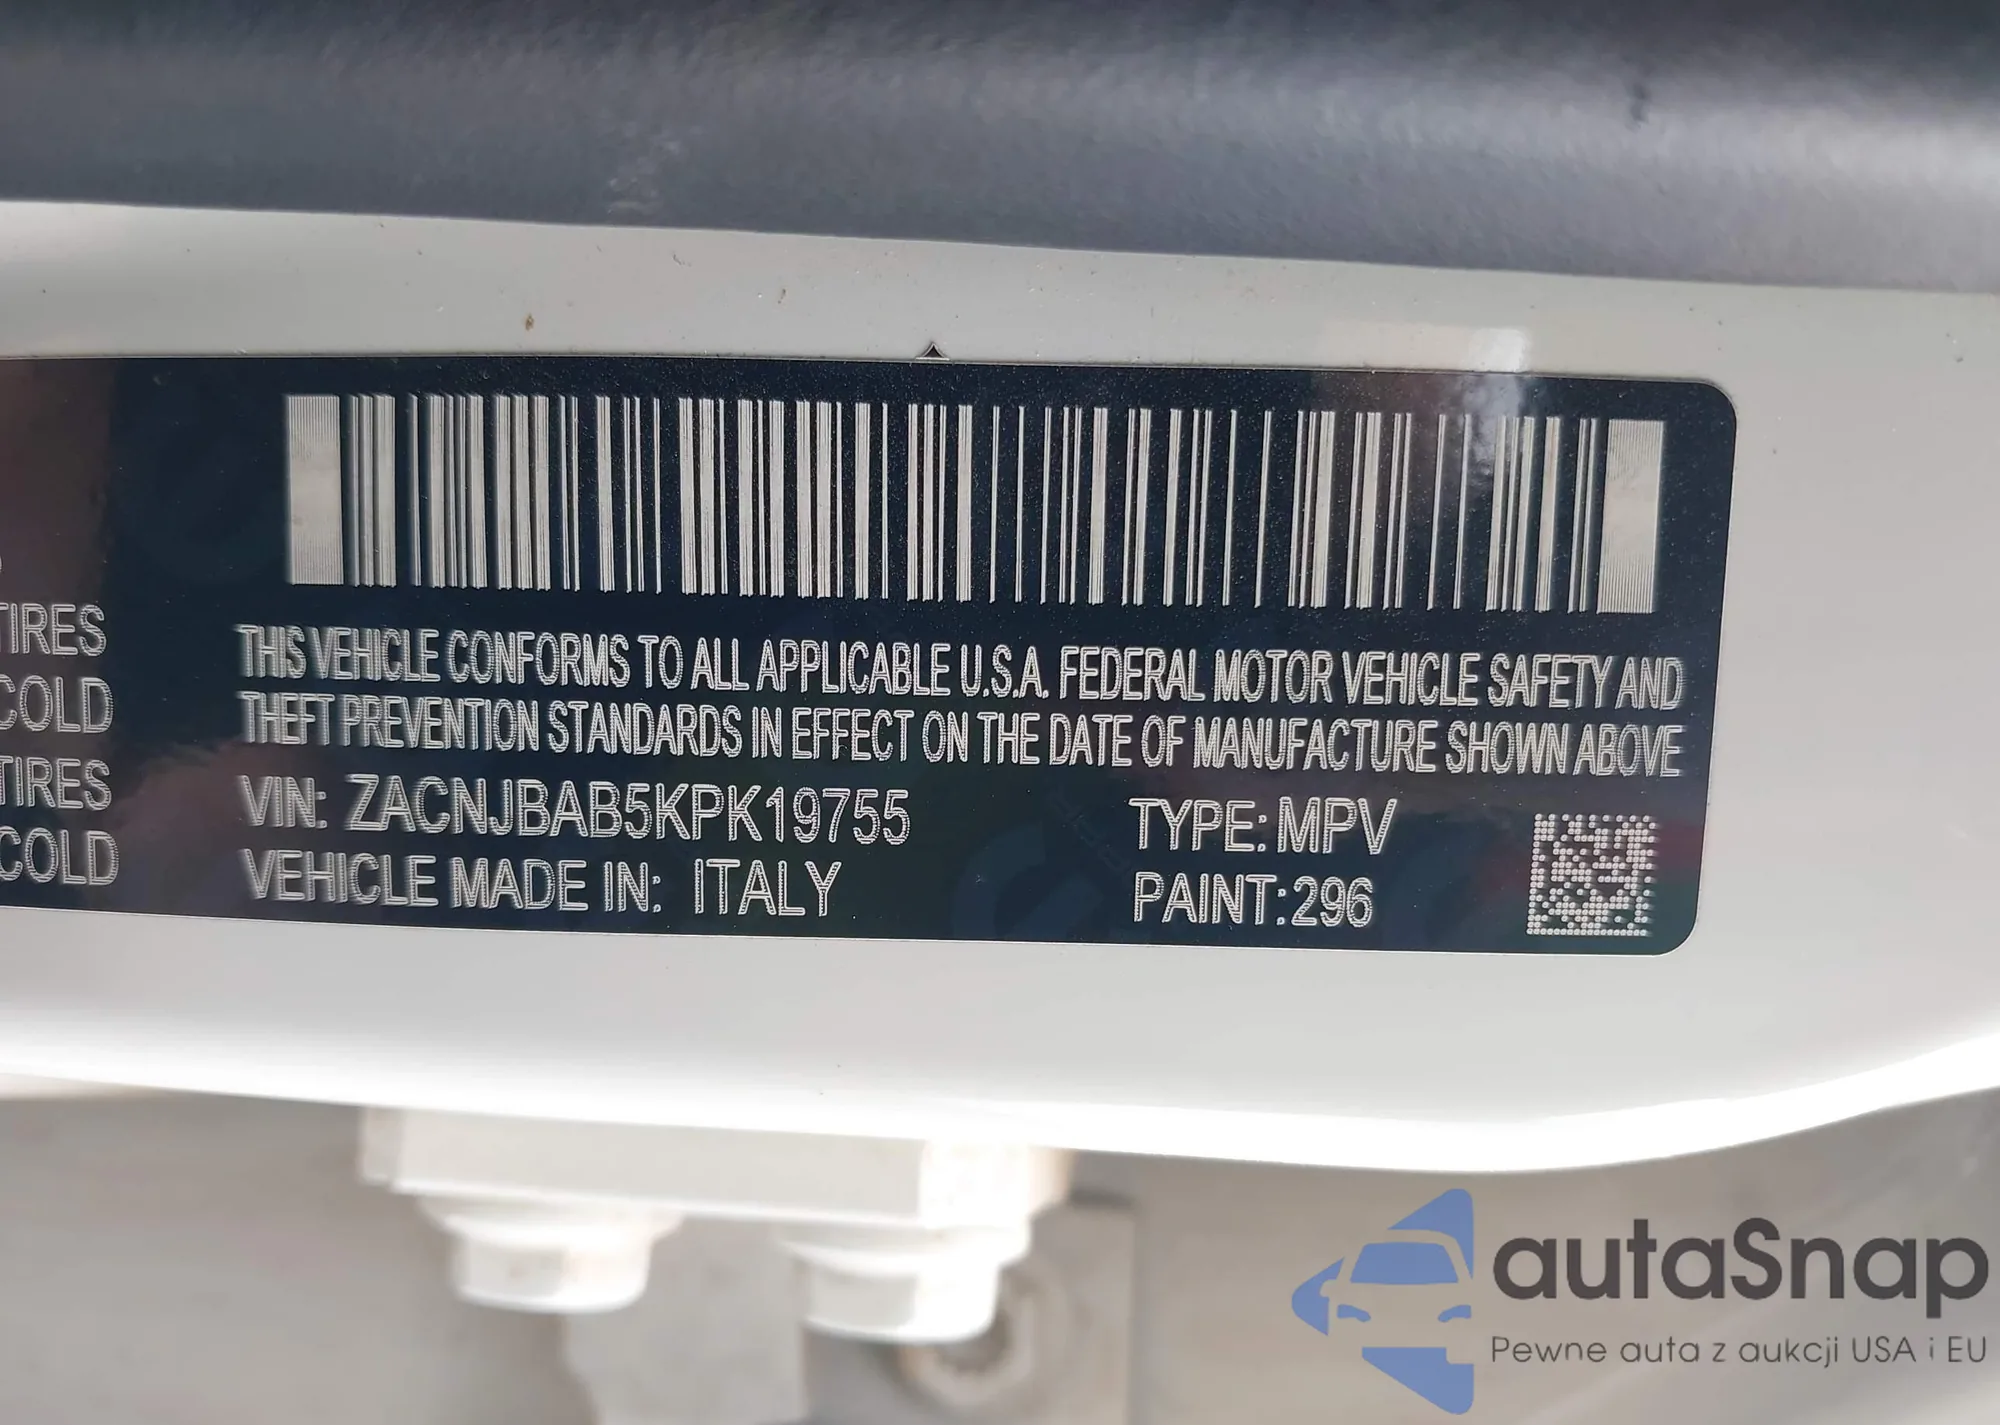 TIRES
COLD
TIRES
COLD
THIS VEHICLE CONFORMS TO ALL APPLICABLE U.S.A. FEDERAL MOTOR VEHICLE SAFETY AND
THEFT PREVENTION STANDARDS IN EFFECT ON THE DATE OF MANUFACTURE SHOWN ABOVE
VIN: ZACNJBAB5KPK19755
TYPE: MPV
VEHICLE MADE IN: ITALY
PAINT: 296
autaSnap
Pewne auta z aukcji USA i EU